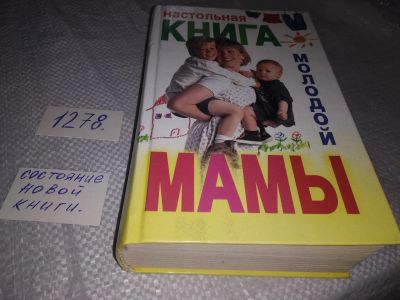 настольная
КНИГА
МОЛОДОЙ
МАМЫ
1278.
состояние
новой
книги.